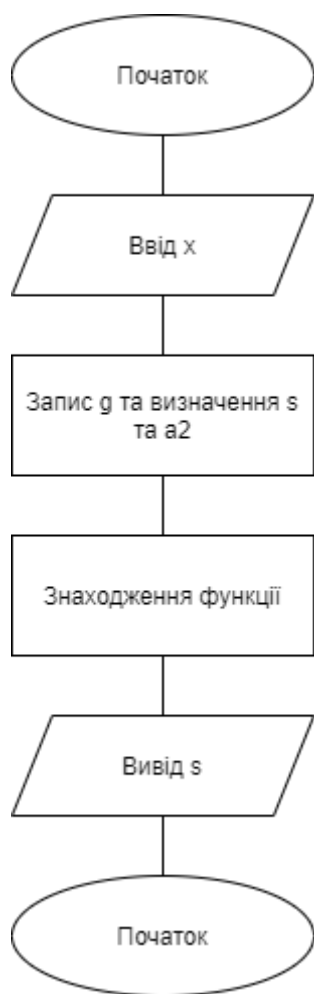 Початок
Ввід x
Запис g та визначення s
та a2
Знаходження функції
Вивід s
Початок